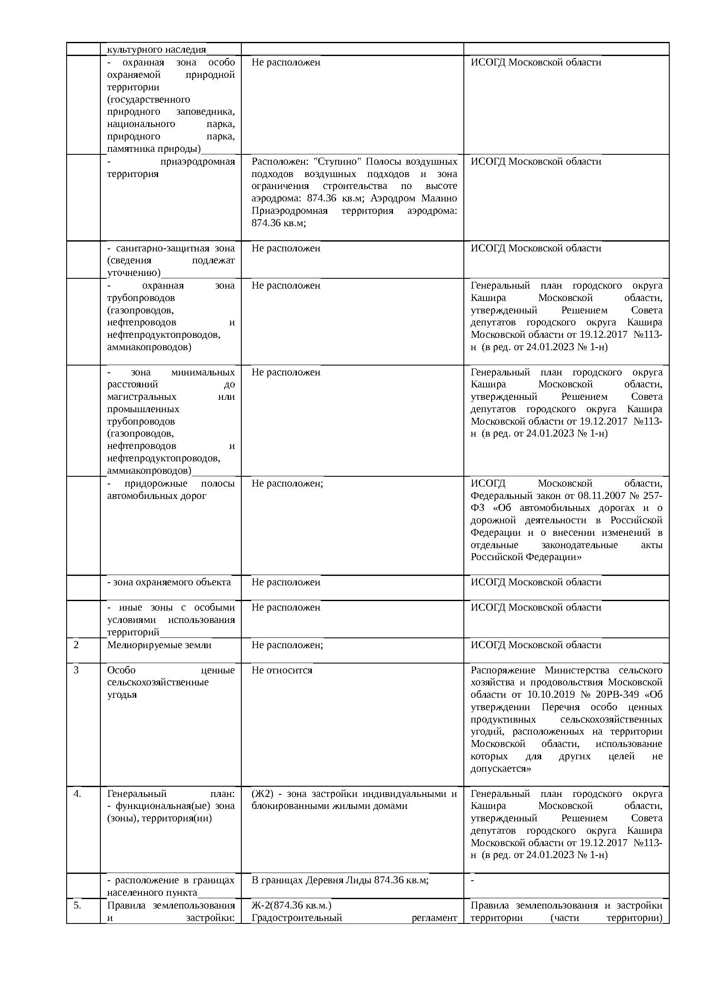 культурного наследия
- охранная зона особо
охраняемой природной
территории
(государственного
природного заповедника,
национального парка,
природного парка,
памятника природы)
Не расположен
ИСОГД Московской области
- приаэродромная
территория
Расположен: "Ступино" Полосы воздушных
подходов воздушных подходов и зона
ограничения строительства по высоте
аэродрома: 874.36 кв.м; Аэродром Малино
Приаэродромная территория аэродрома:
874.36 кв.м;
ИСОГД Московской области
- санитарно-защитная зона
(сведения подлежат
уточнению)
Не расположен
ИСОГД Московской области
- охранная зона
трубопроводов
(газопроводов,
нефтепроводов и
нефтепродуктопроводов,
аммиакопроводов)
Не расположен
Генеральный план городского округа
Кашира Московской области,
утвержденный Решением Совета
депутатов городского округа Кашира
Московской области от 19.12.2017 №113-
н (в ред. от 24.01.2023 № 1-н)
- зона минимальных
расстояний до
магистральных или
промышленных
трубопроводов
(газопроводов,
нефтепроводов и
нефтепродуктопроводов,
аммиакопроводов)
Не расположен
Генеральный план городского округа
Кашира Московской области,
утвержденный Решением Совета
депутатов городского округа Кашира
Московской области от 19.12.2017 №113-
н (в ред. от 24.01.2023 № 1-н)
- придорожные полосы
автомобильных дорог
Не расположен;
ИСОГД Московской области,
Федеральный закон от 08.11.2007 № 257-
ФЗ «Об автомобильных дорогах и о
дорожной деятельности в Российской
Федерации и о внесении изменений в
отдельные законодательные акты
Российской Федерации»
- зона охраняемого объекта
Не расположен
ИСОГД Московской области
- иные зоны с особыми
условиями использования
территорий
Не расположен
ИСОГД Московской области
2
Мелиорируемые земли
Не расположен;
ИСОГД Московской области
3
Особо ценные
сельскохозяйственные
угодья
Не относится
Распоряжение Министерства сельского
хозяйства и продовольствия Московской
области от 10.10.2019 № 20РВ-349 «Об
утверждении Перечня особо ценных
продуктивных сельскохозяйственных
угодий, расположенных на территории
Московской области, использование
которых для других целей не
допускается»
4.
Генеральный план:
- функциональная(ые) зона
(зоны), территория(ии)
(Ж2) - зона застройки индивидуальными и
блокированными жилыми домами
Генеральный план городского округа
Кашира Московской области,
утвержденный Решением Совета
депутатов городского округа Кашира
Московской области от 19.12.2017 №113-
н (в ред. от 24.01.2023 № 1-н)
- расположение в границах
населенного пункта
В границах Деревня Лиды 874.36 кв.м;
-
5.
Правила землепользования
и застройки:
Ж-2(874.36 кв.м.)
Градостроительный регламент
Правила землепользования и застройки
территории (части территории)